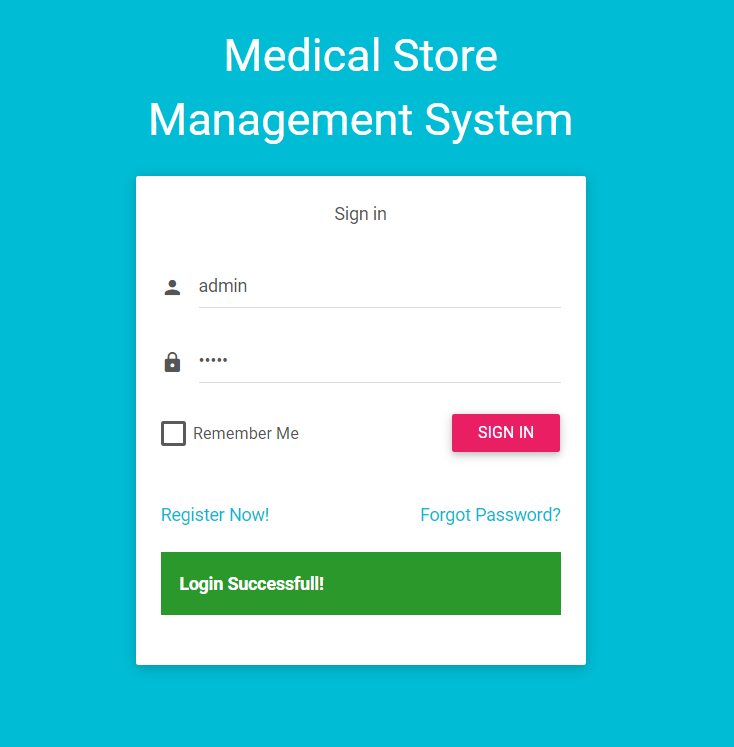 Medical Store
Management System
Sign in
admin
•••••
Remember Me
SIGN IN
Register Now!
Forgot Password?
Login Successfull!